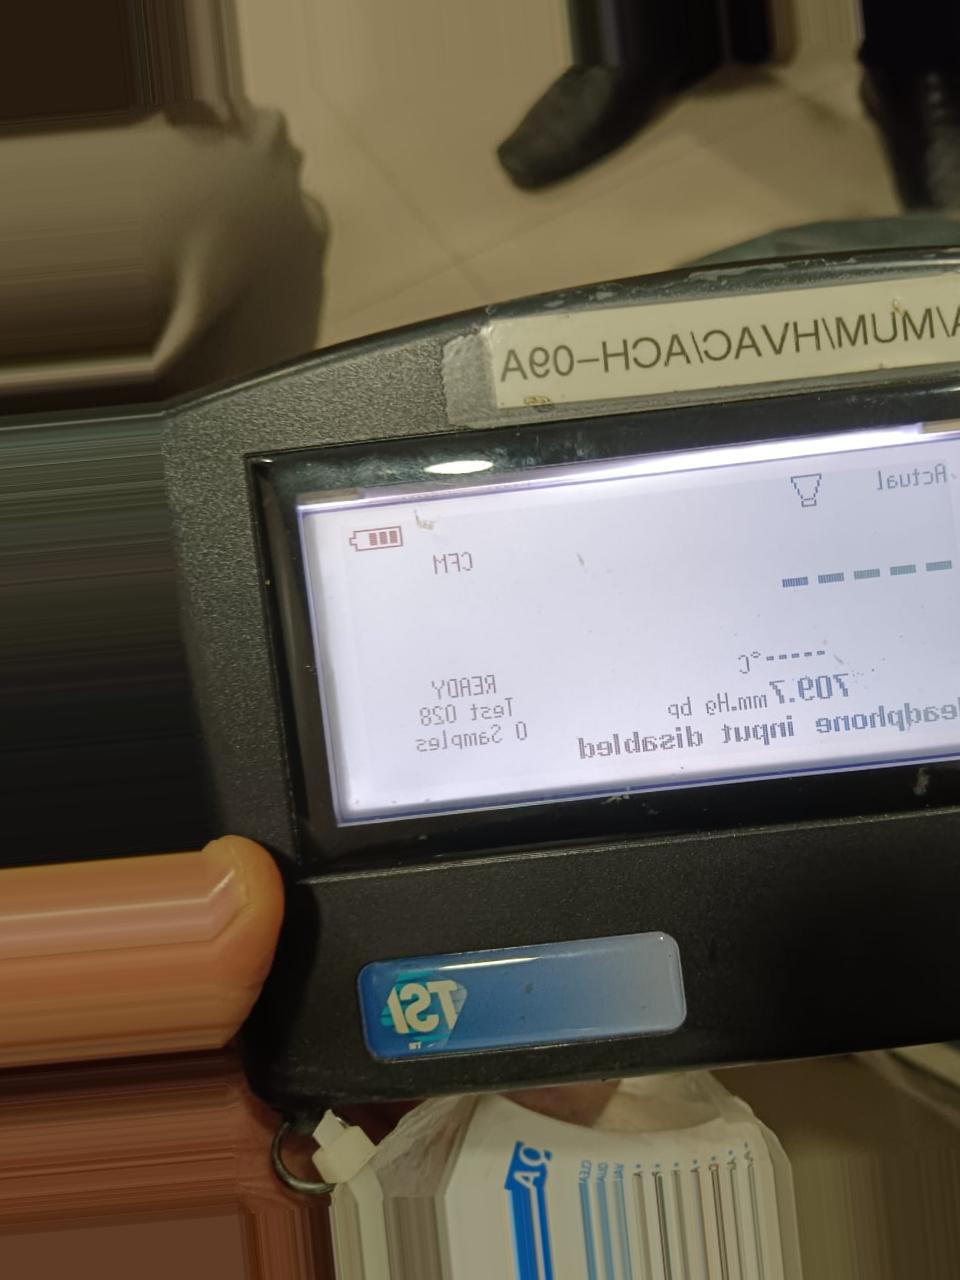 A/MUM/HVAC/ACH-09A
Actual
CFM
-----
-----°C
709.7 mm.Hg bp
READY
Test 028
0 Samples
eadphone input disabled
TSI